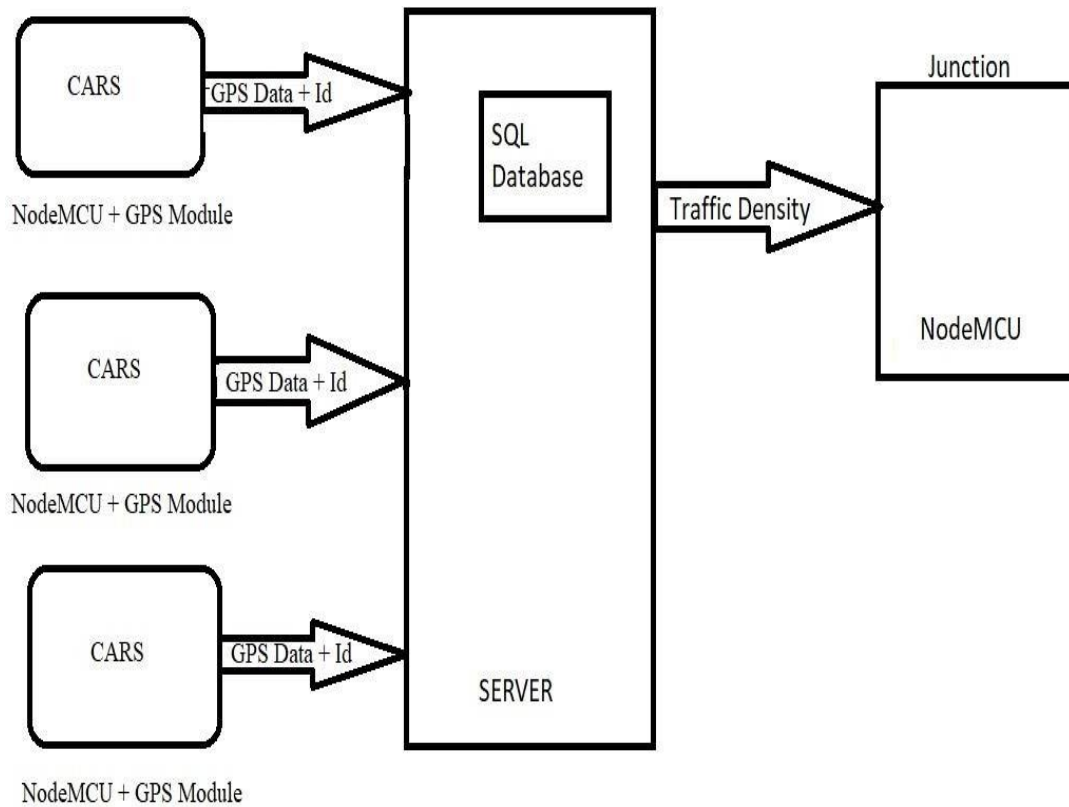 CARS
GPS Data + Id
NodeMCU + GPS Module
CARS
GPS Data + Id
NodeMCU + GPS Module
CARS
GPS Data + Id
NodeMCU + GPS Module
SQL
Database
SERVER
Traffic Density
Junction
NodeMCU